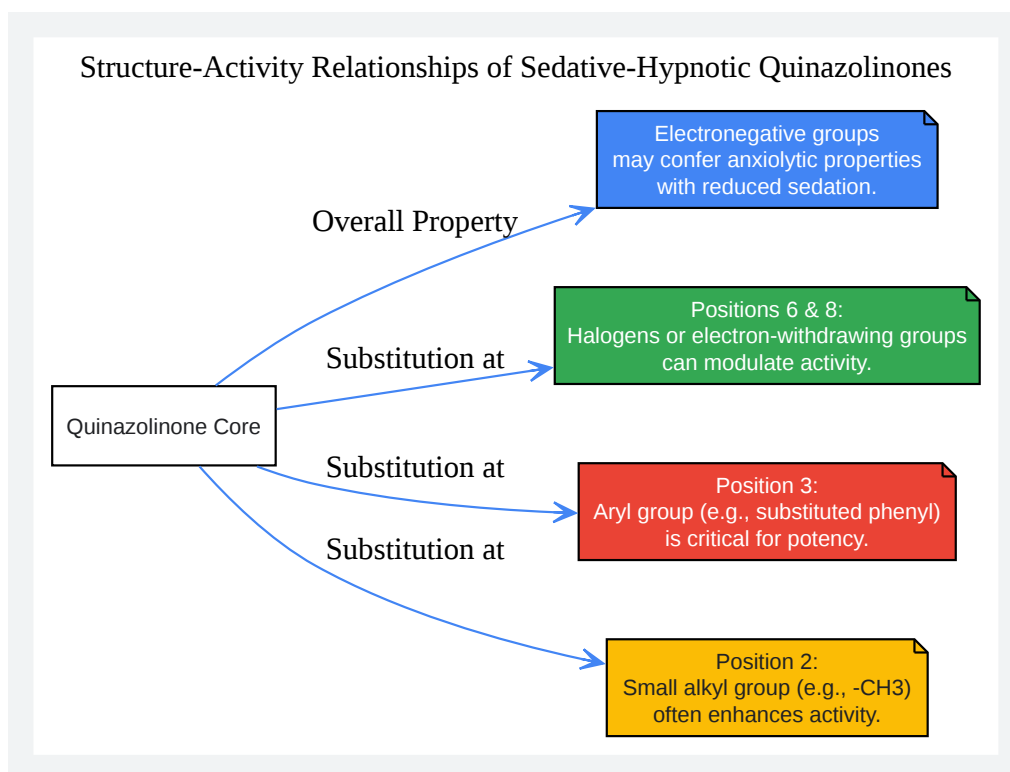 Structure-Activity Relationships of Sedative-Hypnotic Quinazolinones
Electronegative groups
may confer anxiolytic properties
with reduced sedation.
Overall Property
Positions 6 & 8:
Halogens or electron-withdrawing groups
can modulate activity.
Substitution at
Quinazolinone Core
Substitution at
Position 3:
Aryl group (e.g., substituted phenyl)
is critical for potency.
Substitution at
Position 2:
Small alkyl group (e.g., -CH3)
often enhances activity.